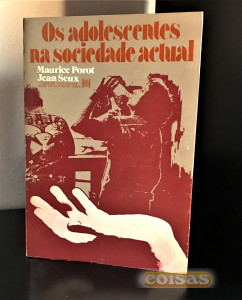 Os adolescentes
na sociedade actual
Maurice Porot
Jean Seux
coisas